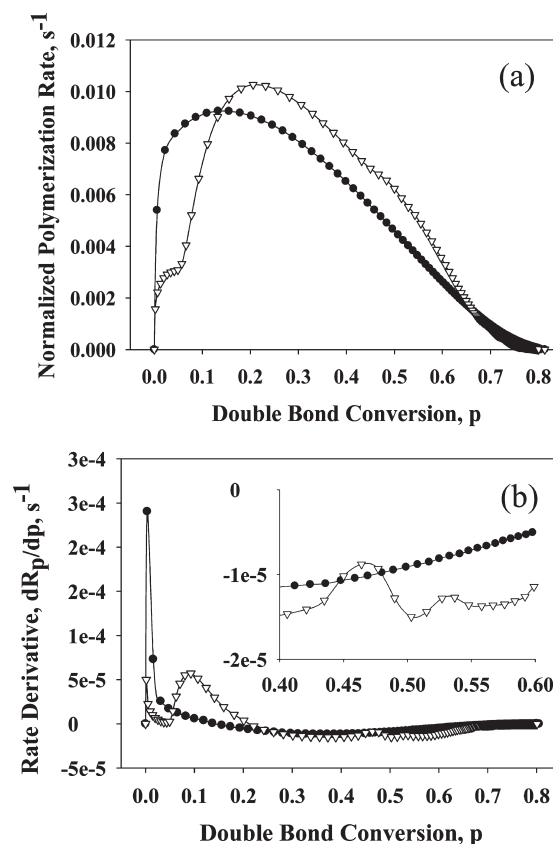 0.012
(a)
0.010
0.008
0.006
0.004
0.002
0.000
Normalized Polymerization Rate, s-1
0.0 0.1 0.2 0.3 0.4 0.5 0.6 0.7 0.8
Double Bond Conversion, p
3e-4
3e-4
2e-4
2e-4
1e-4
5e-5
0
-5e-5
Rate Derivative, dRp/dp, s-1
0
(b)
-1e-5
-2e-5
0.40 0.45 0.50 0.55 0.60
0.0 0.1 0.2 0.3 0.4 0.5 0.6 0.7 0.8
Double Bond Conversion, p